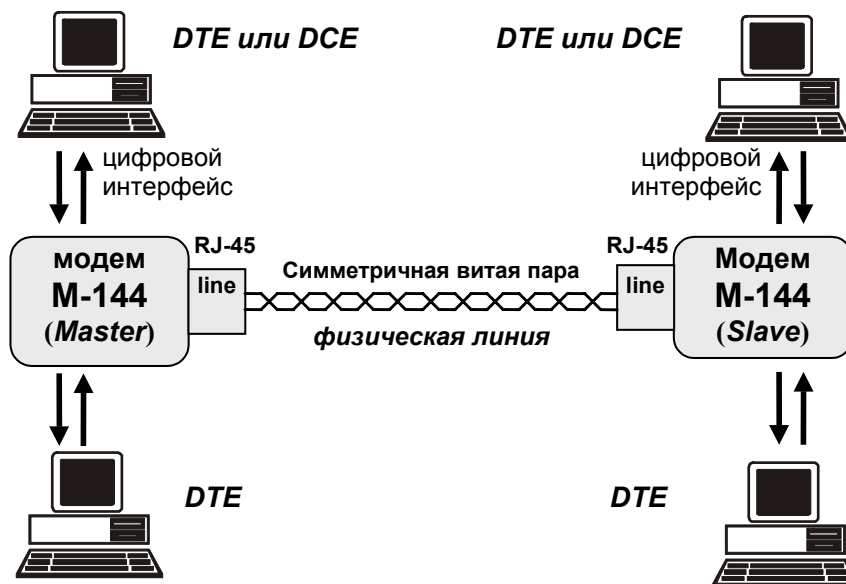 DTE или DCE
DTE или DCE
цифровой
интерфейс
цифровой
интерфейс
модем
М-144
(Master)
RJ-45
line
Симметричная витая пара
физическая линия
RJ-45
line
Модем
М-144
(Slave)
DTE
DTE